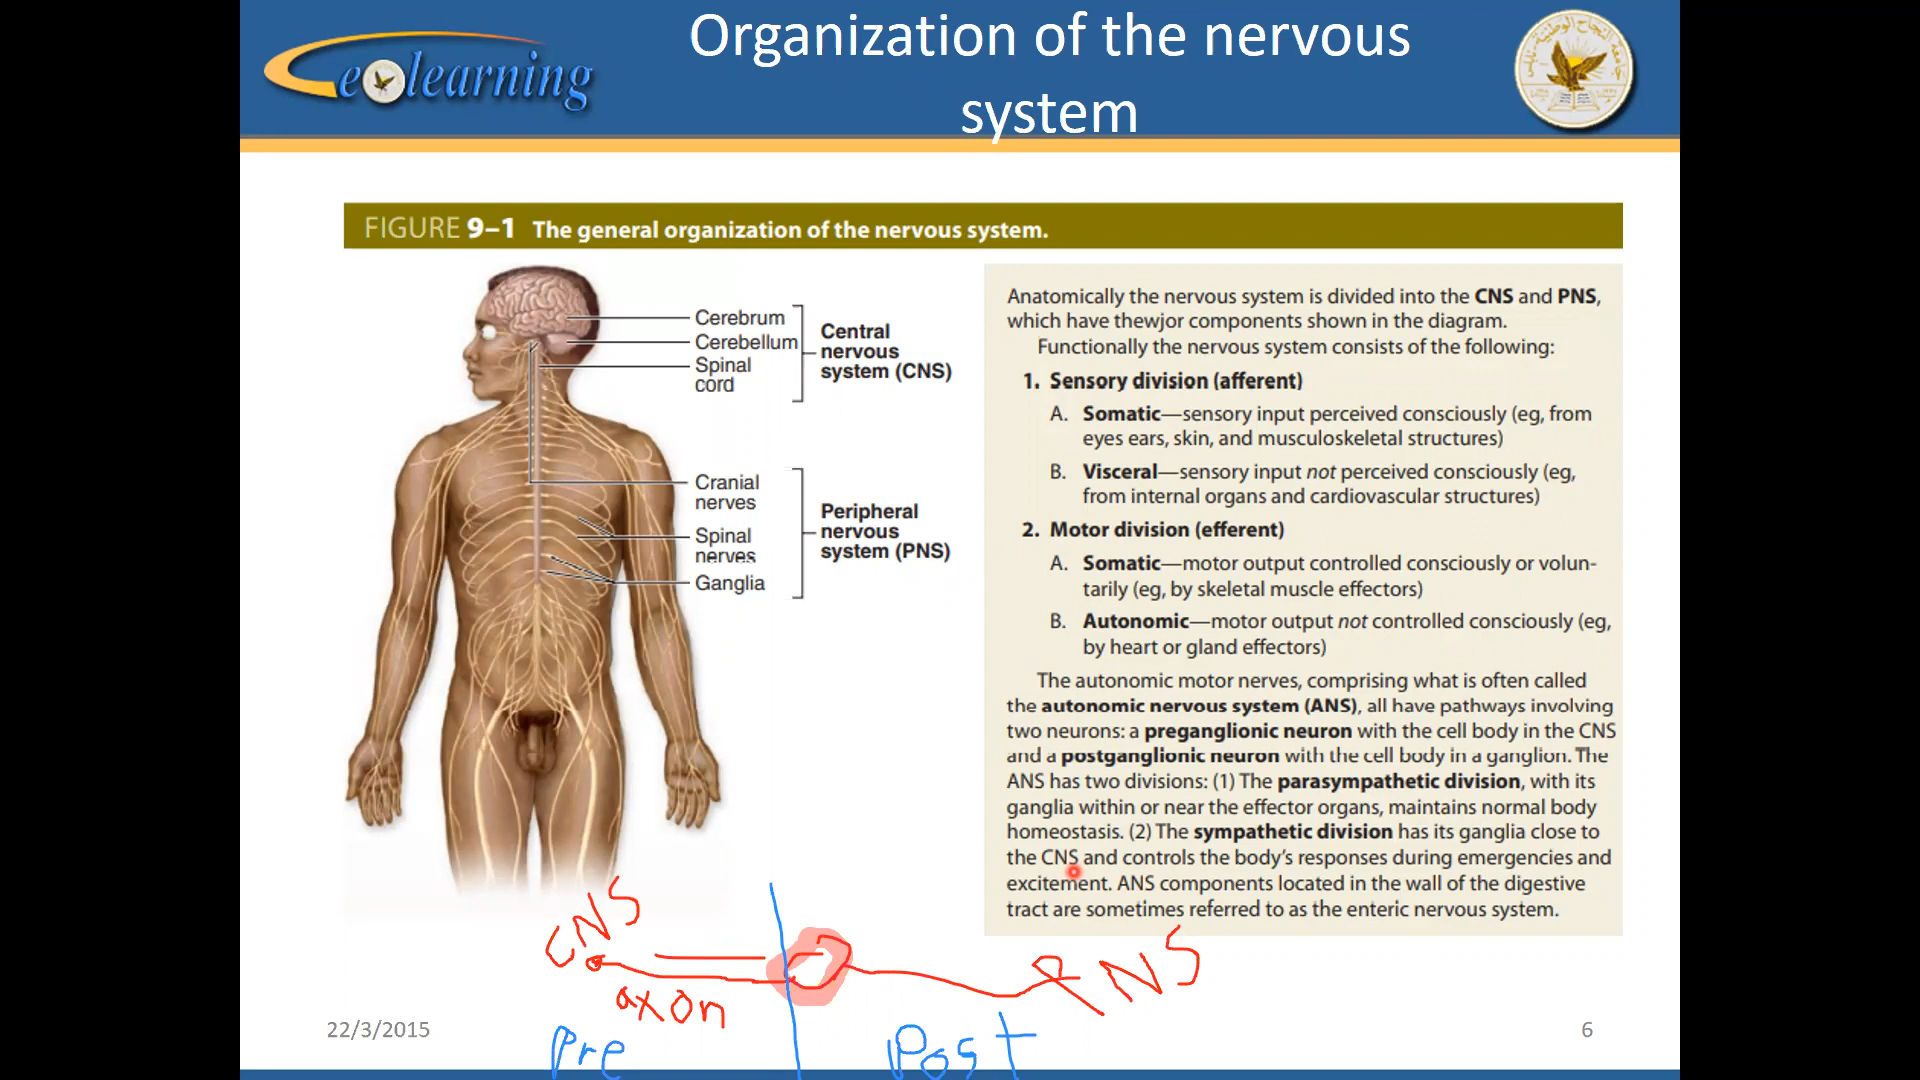 Organization of the nervous
system
elearning
FIGURE 9–1 The general organization of the nervous system.
Cerebrum
Cerebellum
Spinal
cord
Central
nervous
system (CNS)
Cranial
nerves
Spinal
nerves
Ganglia
Peripheral
nervous
system (PNS)
Anatomically the nervous system is divided into the CNS and PNS,
which have thewjor components shown in the diagram.
Functionally the nervous system consists of the following:
1. Sensory division (afferent)
A. Somatic—sensory input perceived consciously (eg, from
eyes ears, skin, and musculoskeletal structures)
B. Visceral—sensory input not perceived consciously (eg,
from internal organs and cardiovascular structures)
2. Motor division (efferent)
A. Somatic—motor output controlled consciously or volun-
tarily (eg, by skeletal muscle effectors)
B. Autonomic—motor output not controlled consciously (eg,
by heart or gland effectors)
The autonomic motor nerves, comprising what is often called
the autonomic nervous system (ANS), all have pathways involving
two neurons: a preganglionic neuron with the cell body in the CNS
and a postganglionic neuron with the cell body in a ganglion. The
ANS has two divisions: (1) The parasympathetic division, with its
ganglia within or near the effector organs, maintains normal body
homeostasis. (2) The sympathetic division has its ganglia close to
the CNS and controls the body's responses during emergencies and
excitement. ANS components located in the wall of the digestive
tract are sometimes referred to as the enteric nervous system.
CNS
PNS
axon
Pre
Post
22/3/2015
6